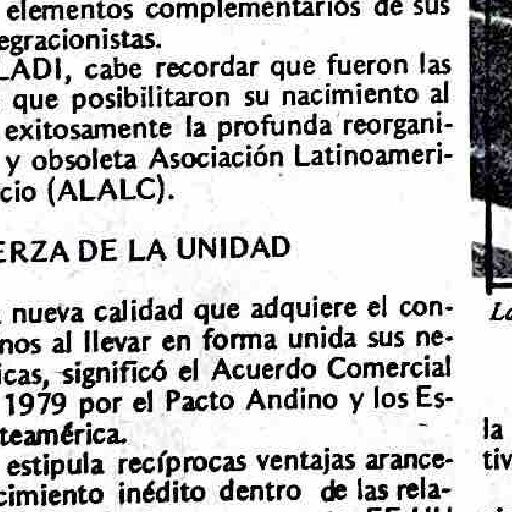 elementos complementarios de sus
egracionistas.
LADI, cabe recordar que fueron las
que posibilitaron su nacimiento al
exitosamente la profunda reorgani-
y obsoleta Asociación Latinoameri-
cio (ALALC).
ERZA DE LA UNIDAD
nueva calidad que adquiere el con-
nos al llevar en forma unida sus ne-
icas, significó el Acuerdo Comercial
1979 por el Pacto Andino y los Es-
teamérica.
estipula recíprocas ventajas arance-
cimiento inédito dentro de las rela-
La
la
tiv